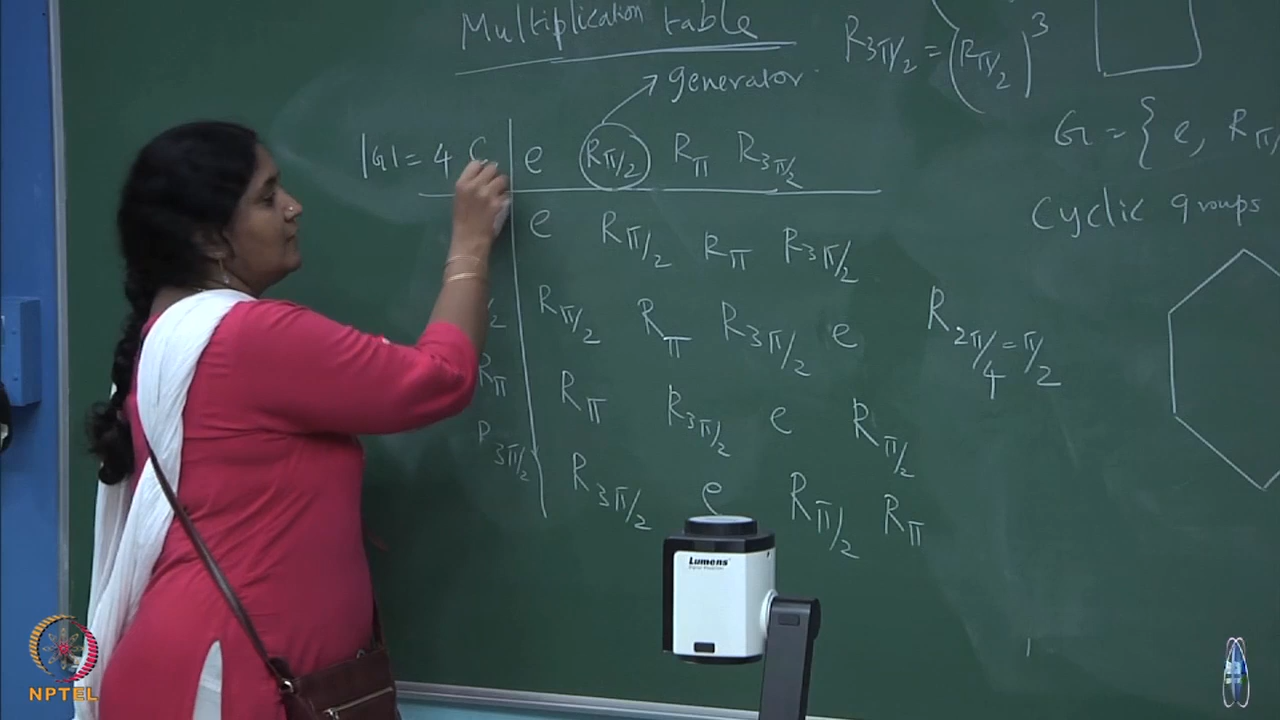 Multiplication table
R3π/2 = (Rπ/2)^3
generator
|G| = 4 C e Rπ/2 Rπ R3π/2
G = { e, Rπ
Cyclic groups
e Rπ/2 Rπ R3π/2
Rπ/2 Rπ R3π/2 e
R2π/4 = π/2
Rπ Rπ R3π/2 e Rπ/2
R3π/2 R3π/2 e Rπ/2 Rπ
Lumens
NPTEL